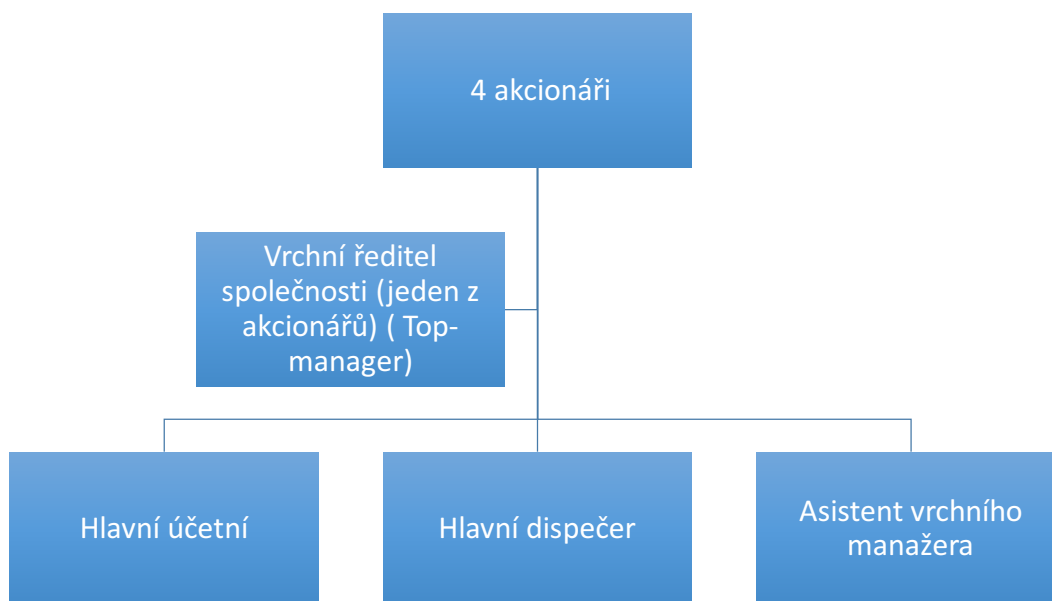 4 akcionáři
Vrchní ředitel
společnosti (jeden z
akcionářů) ( Top-
manager)
Hlavní účetní
Hlavní dispečer
Asistent vrchního
manažera